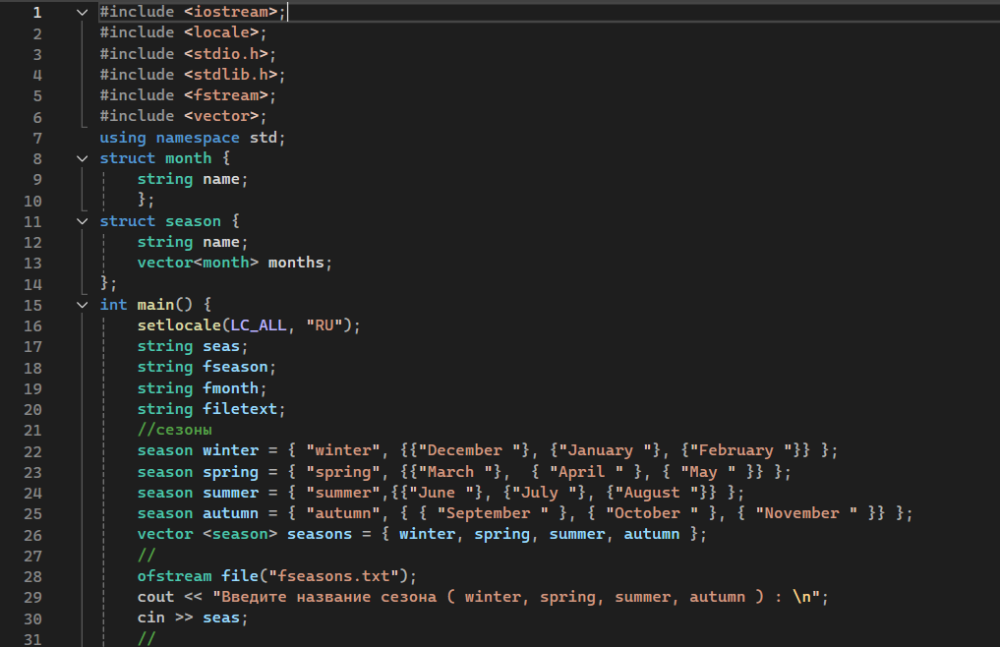 1 #include <iostream>;
2 #include <locale>;
3 #include <stdio.h>;
4 #include <stdlib.h>;
5 #include <fstream>;
6 #include <vector>;
7 using namespace std;
8 struct month {
9 string name;
10 };
11 struct season {
12 string name;
13 vector<month> months;
14 };
15 int main() {
16 setlocale(LC_ALL, "RU");
17 string seas;
18 string fseason;
19 string fmonth;
20 string filetext;
21 //сезоны
22 season winter = { "winter", {{"December "}, {"January "}, {"February "}} };
23 season spring = { "spring", {{"March "}, { "April " }, { "May " }} };
24 season summer = { "summer",{{"June "}, {"July "}, {"August "}} };
25 season autumn = { "autumn", { { "September " }, { "October " }, { "November " }} };
26 vector <season> seasons = { winter, spring, summer, autumn };
27 //
28 ofstream file("fseasons.txt");
29 cout << "Введите название сезона ( winter, spring, summer, autumn ) : \n";
30 cin >> seas;
31 //